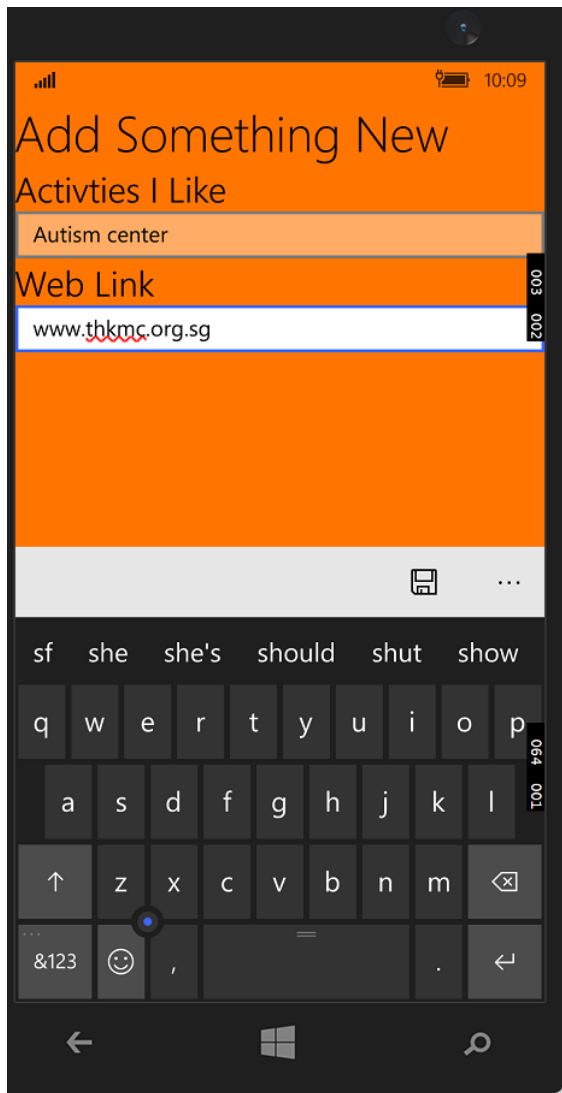 10:09
Add Something New
Activties I Like
Autism center
Web Link
www.thkmc.org.sg
003 002
...
sf she she's should shut show
q w e r t y u i o p
064 001
a s d f g h j k l
z x c v b n m
&123 , .